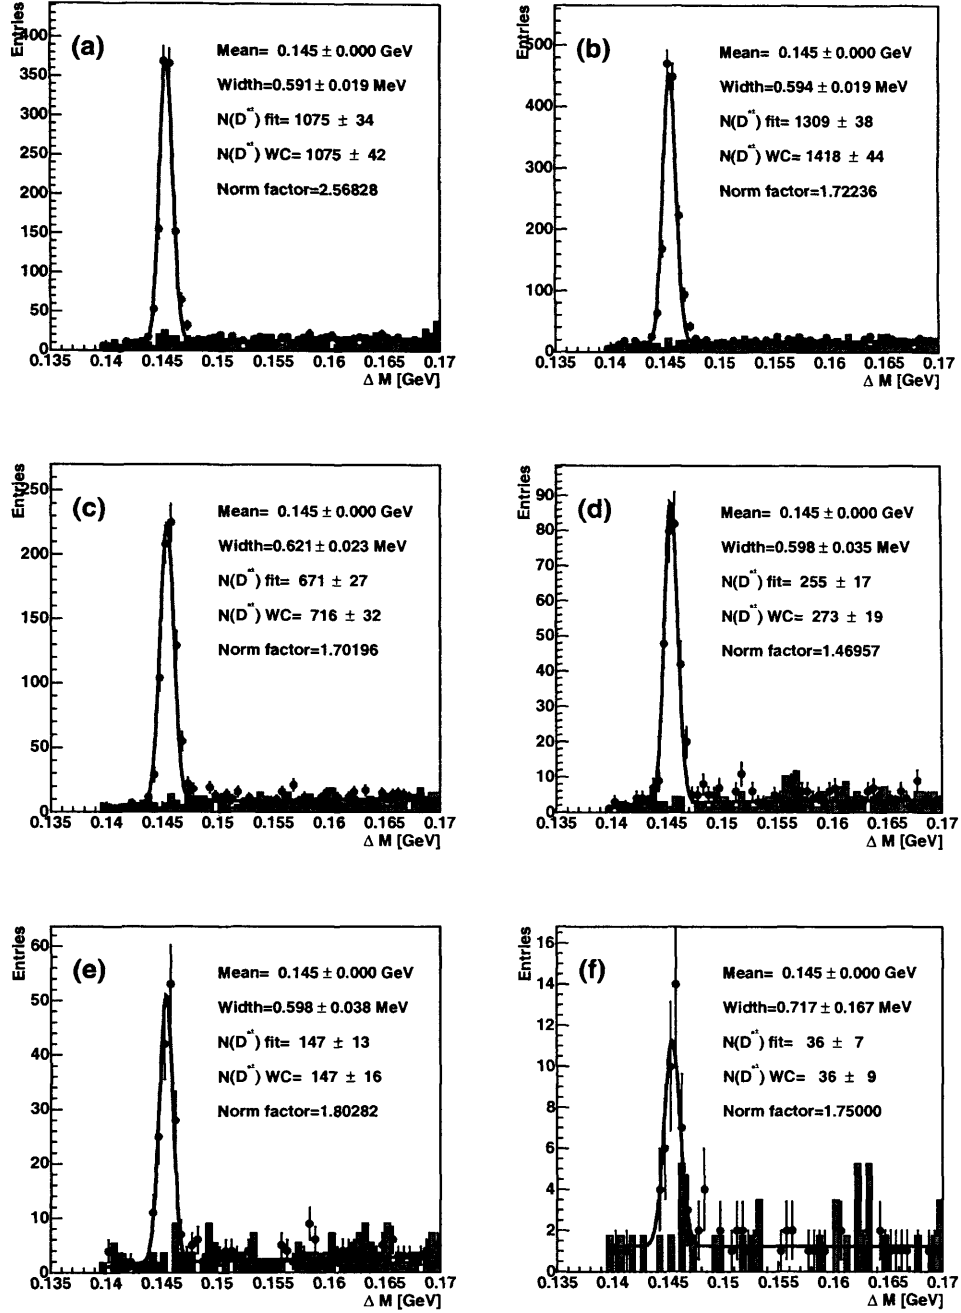 Entries
(a)
Mean= 0.145 ± 0.000 GeV
Width=0.591 ± 0.019 MeV
N(D*±) fit= 1075 ± 34
N(D*±) WC= 1075 ± 42
Norm factor=2.56828
400
350
300
250
200
150
100
50
0
0.135 0.14 0.145 0.15 0.155 0.16 0.165 0.17
Δ M [GeV]
Entries
(b)
Mean= 0.145 ± 0.000 GeV
Width=0.594 ± 0.019 MeV
N(D*±) fit= 1309 ± 38
N(D*±) WC= 1418 ± 44
Norm factor=1.72236
500
400
300
200
100
0
0.135 0.14 0.145 0.15 0.155 0.16 0.165 0.17
Δ M [GeV]
Entries
(c)
Mean= 0.145 ± 0.000 GeV
Width=0.621 ± 0.023 MeV
N(D*±) fit= 671 ± 27
N(D*±) WC= 716 ± 32
Norm factor=1.70196
250
200
150
100
50
0
0.135 0.14 0.145 0.15 0.155 0.16 0.165 0.17
Δ M [GeV]
Entries
(d)
Mean= 0.145 ± 0.000 GeV
Width=0.598 ± 0.035 MeV
N(D*±) fit= 255 ± 17
N(D*±) WC= 273 ± 19
Norm factor=1.46957
90
80
70
60
50
40
30
20
10
0
0.135 0.14 0.145 0.15 0.155 0.16 0.165 0.17
Δ M [GeV]
Entries
(e)
Mean= 0.145 ± 0.000 GeV
Width=0.598 ± 0.038 MeV
N(D*±) fit= 147 ± 13
N(D*±) WC= 147 ± 16
Norm factor=1.80282
60
50
40
30
20
10
0
0.135 0.14 0.145 0.15 0.155 0.16 0.165 0.17
Δ M [GeV]
Entries
(f)
Mean= 0.145 ± 0.000 GeV
Width=0.717 ± 0.167 MeV
N(D*±) fit= 36 ± 7
N(D*±) WC= 36 ± 9
Norm factor=1.75000
16
14
12
10
8
6
4
2
0
0.135 0.14 0.145 0.15 0.155 0.16 0.165 0.17
Δ M [GeV]